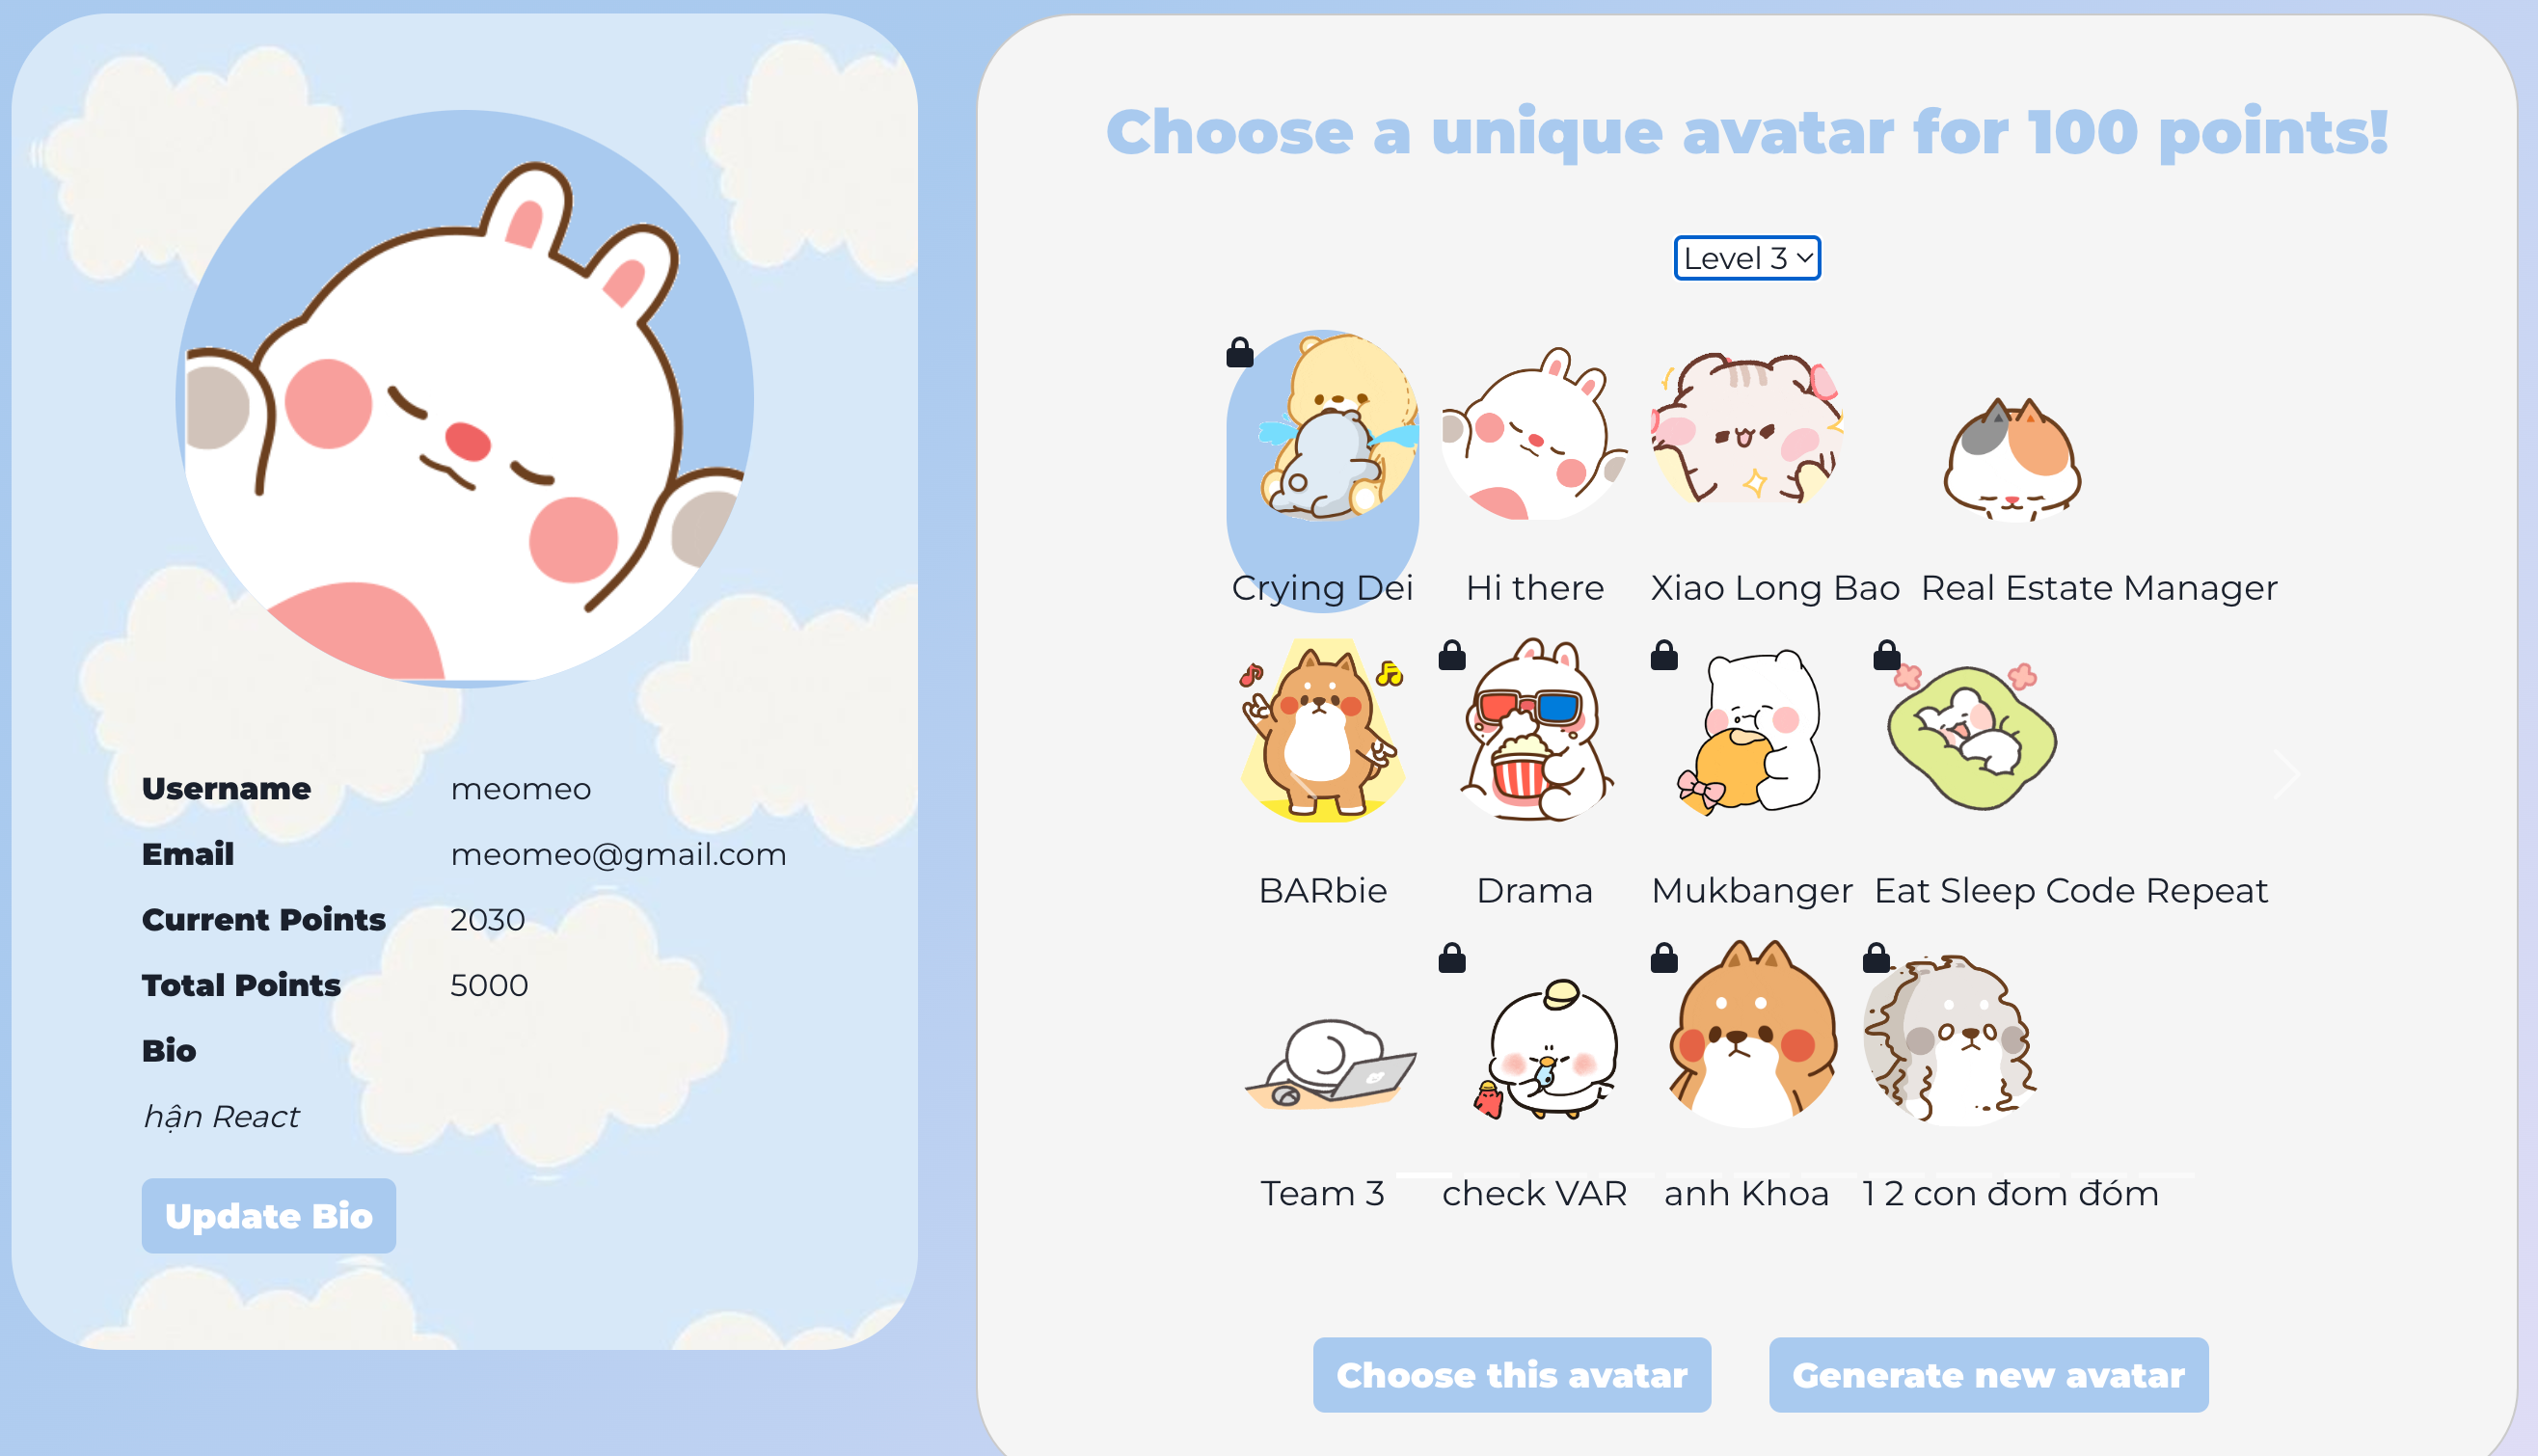 Username meomeo
Email meomeo@gmail.com
Current Points 2030
Total Points 5000
Bio
hận React
Update Bio
Choose a unique avatar for 100 points!
Level 3
Crying Dei Hi there Xiao Long Bao Real Estate Manager
BARbie Drama Mukbanger Eat Sleep Code Repeat
Team 3 check VAR anh Khoa 1 2 con đom đóm
Choose this avatar Generate new avatar